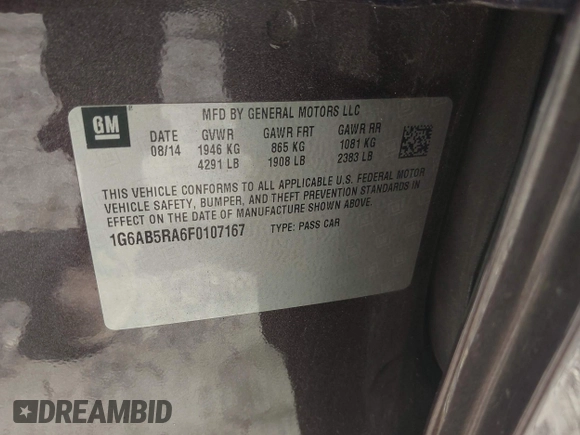 GM
MFD BY GENERAL MOTORS LLC
DATE GVWR GAWR FRT GAWR RR
08/14 1946 KG 865 KG 1081 KG
4291 LB 1908 LB 2383 LB
THIS VEHICLE CONFORMS TO ALL APPLICABLE U.S. FEDERAL MOTOR
VEHICLE SAFETY, BUMPER, AND THEFT PREVENTION STANDARDS IN
EFFECT ON THE DATE OF MANUFACTURE SHOWN ABOVE.
1G6AB5RA6F0107167 TYPE: PASS CAR
DREAMBID